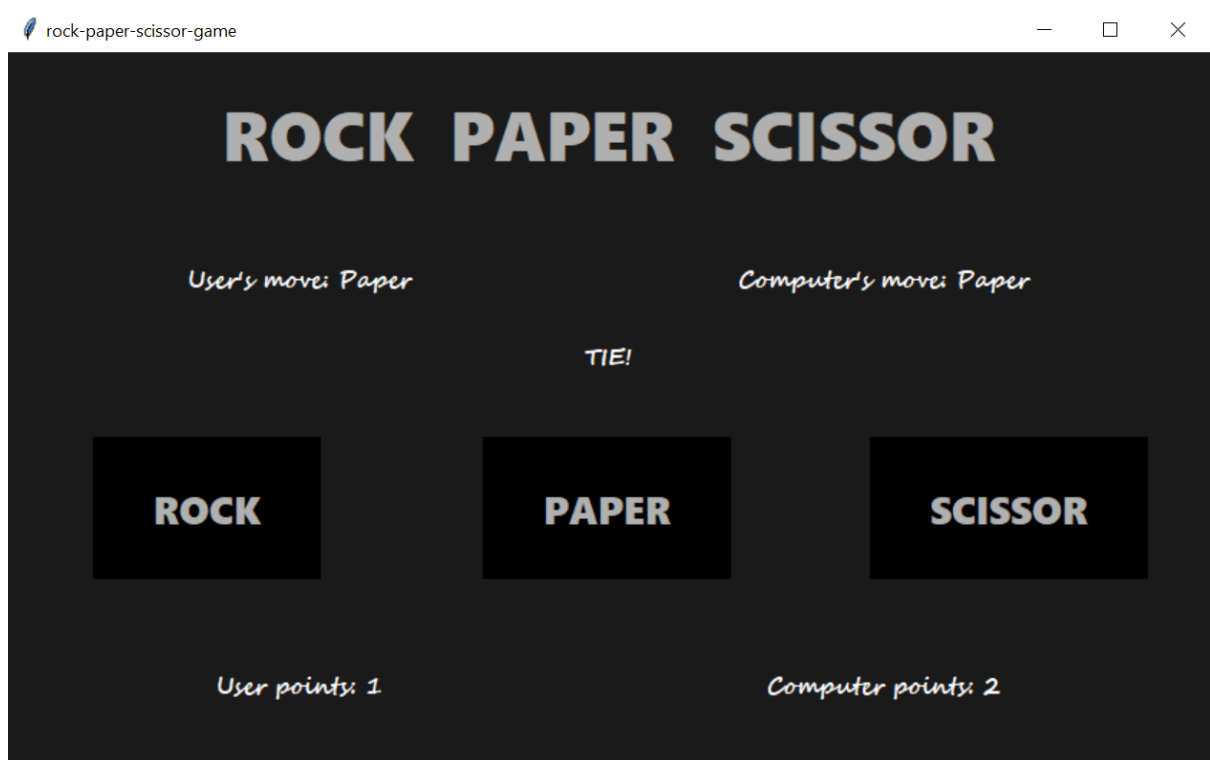 rock-paper-scissor-game
ROCK PAPER SCISSOR
User's move: Paper
Computer's move: Paper
TIE!
ROCK
PAPER
SCISSOR
User points: 1
Computer points: 2